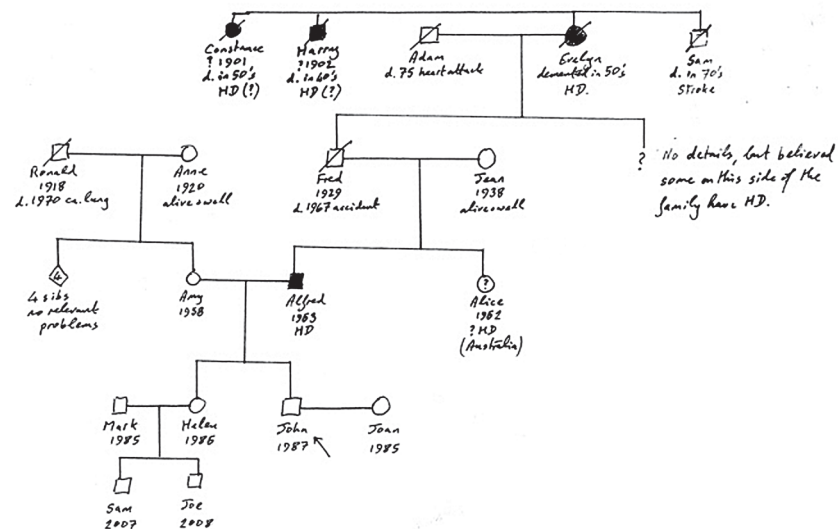 Constance
? 1901
d. in 50's
HD (?)
Harry
? 1902
d. in 60's
HD (?)
Adam
d. 75 heart attack
Evelyn
demented in 50's
HD.
Sam
d. in 70's
Stroke
Ronald
1918
d. 1970 ca. lung
Anne
1920
alive & well
Fred
1929
d. 1967 accident
Jean
1938
alive & well
? No details, but believed
some on this side of the
family have HD.
4
4 sibs
no relevant
problems
Amy
1958
Alfred
1963
HD
?
Alice
1962
? HD
(Australia)
Mark
1985
Helen
1986
John
1987
Joan
1985
Sam
2007
Joe
2008